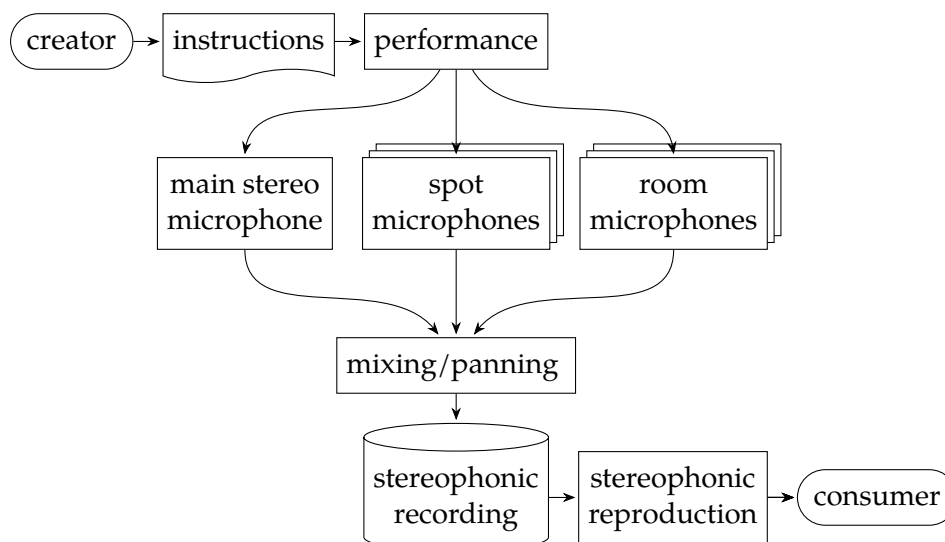 creator
instructions
performance
main stereo
microphone
spot
microphones
room
microphones
mixing/panning
stereophonic
recording
stereophonic
reproduction
consumer